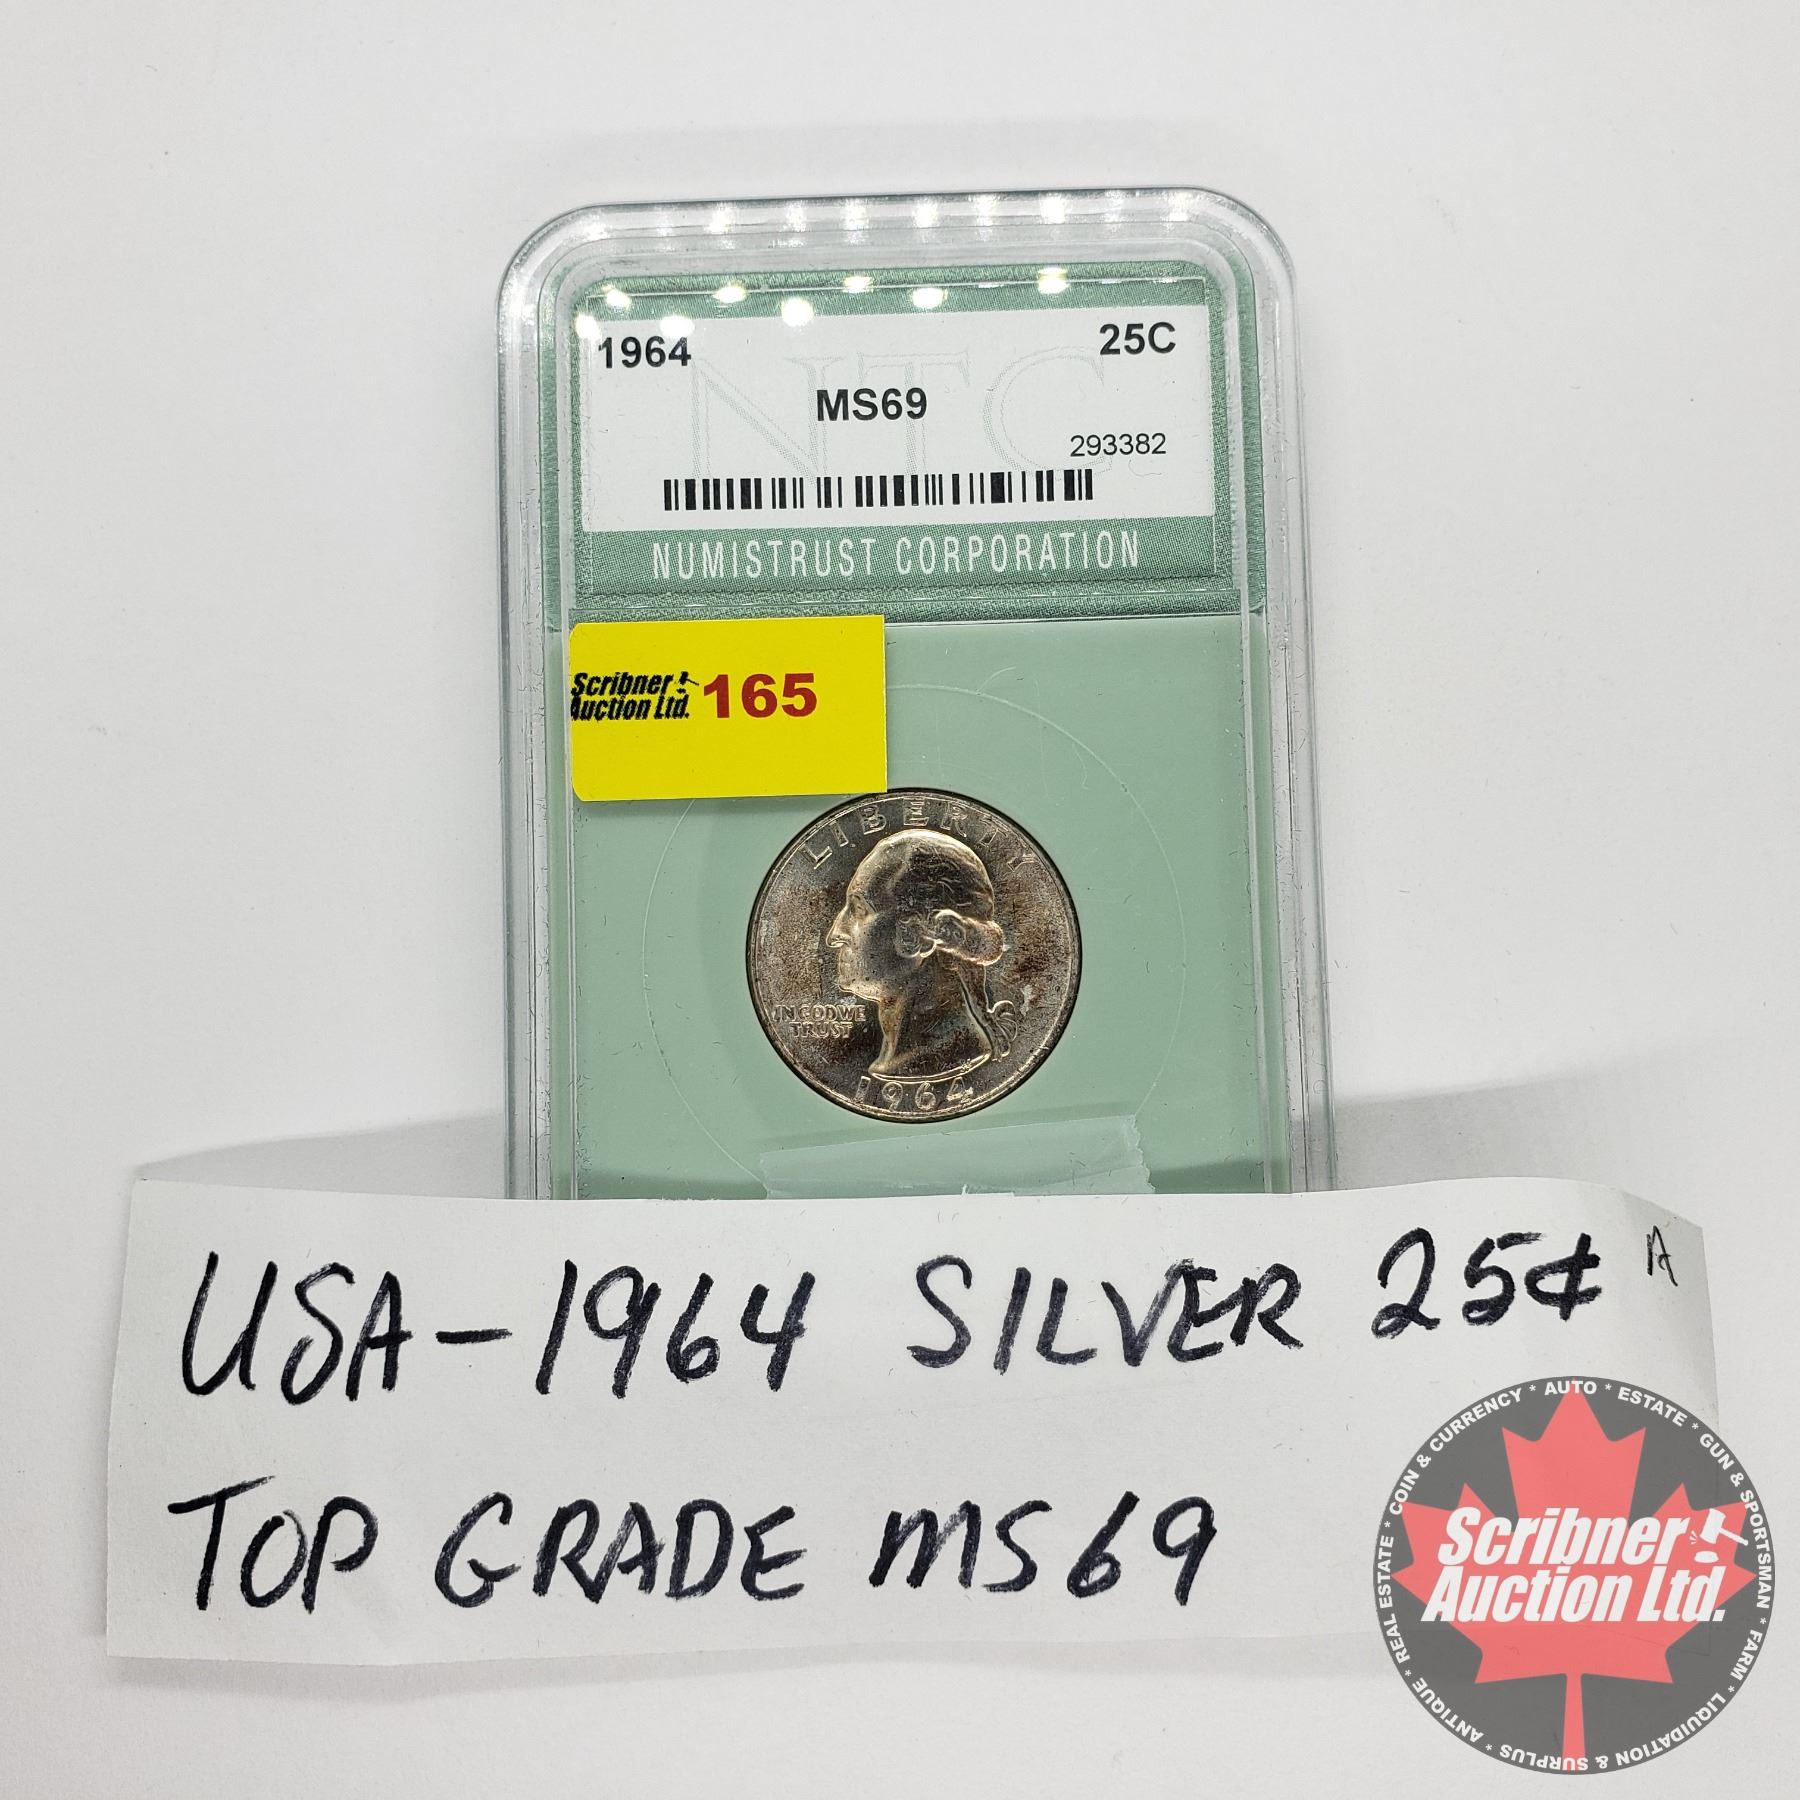 1964 25C
MS69
293382
NTC
NUMISTRUST CORPORATION
Scribner
Auction Ltd. 165
LIBERTY
IN GOD WE
TRUST
1964
USA-1964 SILVER 25¢ A
TOP GRADE MS69
* COIN & CURRENCY * AUTO * ESTATE * GUN & SPORTSMAN * FARM * LIQUIDATION & SURPLUS * ANTIQUE * REAL ESTATE
Scribner
Auction Ltd.